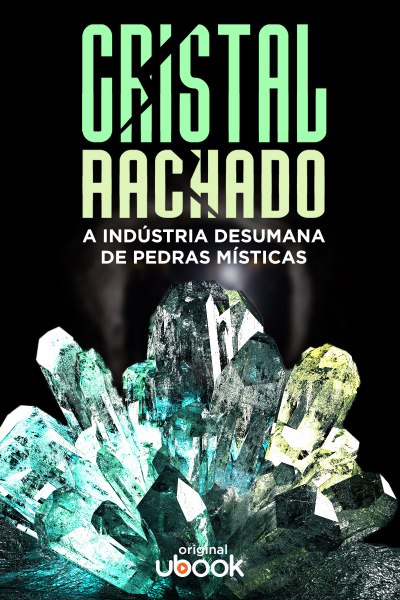 CRISTAL
RACHADO
A INDÚSTRIA DESUMANA
DE PEDRAS MÍSTICAS
original
ubook